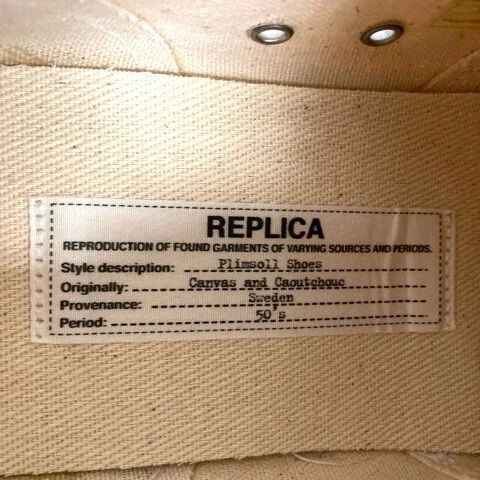 REPLICA
REPRODUCTION OF FOUND GARMENTS OF VARYING SOURCES AND PERIODS.
Style description: Plimsoll Shoes
Originally: Canvas and Caoutchouc
Provenance: Sweden
Period: 50's